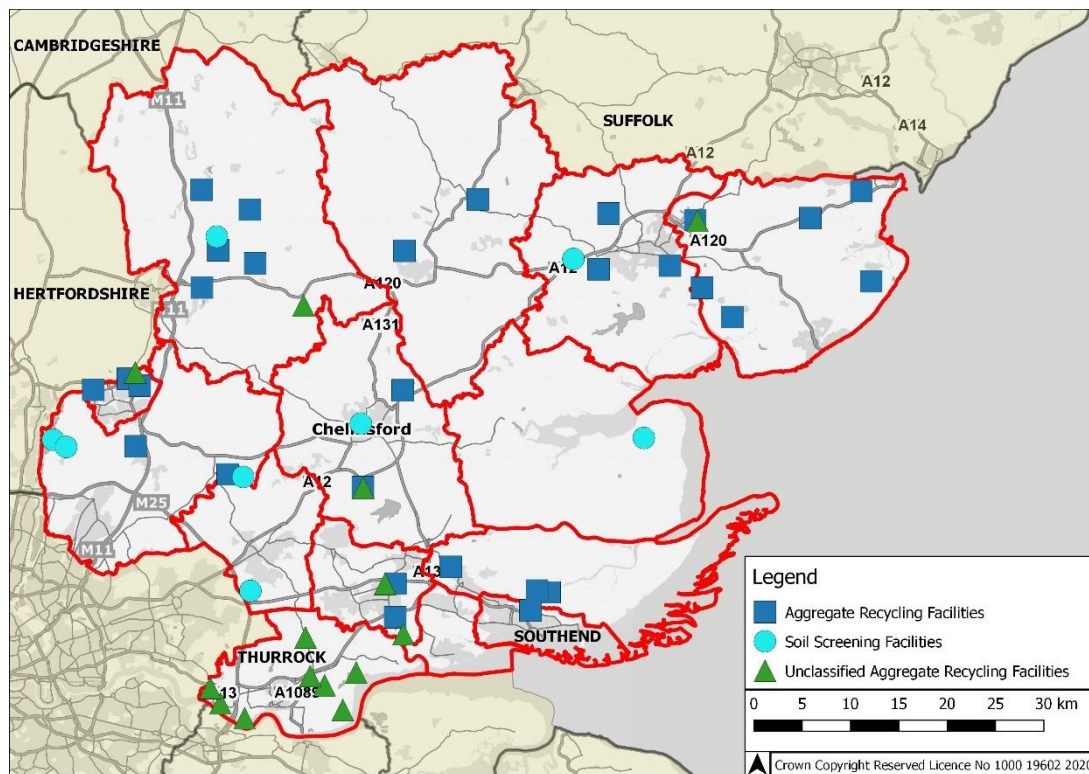 CAMBRIDGESHIRE
M11
A12
SUFFOLK
A14
A12
A120
A12
HERTFORDSHIRE
A120
A131
Chelmsford
A12
M25
M11
A13
SOUTHEND
THURROCK
A1089
Legend
Aggregate Recycling Facilities
Soil Screening Facilities
Unclassified Aggregate Recycling Facilities
0 5 10 15 20 25 30 km
Crown Copyright Reserved Licence No 1000 19602 202